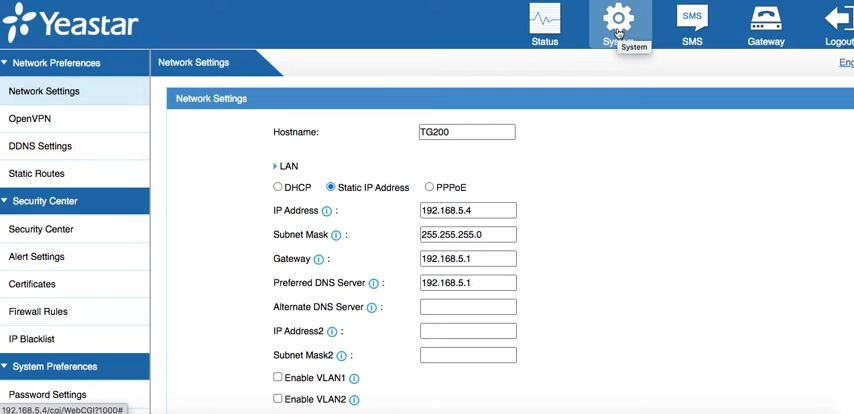 Yeastar
Status
System
System
SMS
SMS
Gateway
Logout
Network Preferences
Network Settings
Eng
Network Settings
OpenVPN
DDNS Settings
Static Routes
Security Center
Security Center
Alert Settings
Certificates
Firewall Rules
IP Blacklist
System Preferences
Password Settings
192.168.5.4/cgi/WebCGI?1000#
Network Settings
Hostname: TG200
LAN
DHCP Static IP Address PPPoE
IP Address i : 192.168.5.4
Subnet Mask i : 255.255.255.0
Gateway i : 192.168.5.1
Preferred DNS Server i : 192.168.5.1
Alternate DNS Server i :
IP Address2 i :
Subnet Mask2 i :
Enable VLAN1 i
Enable VLAN2 i